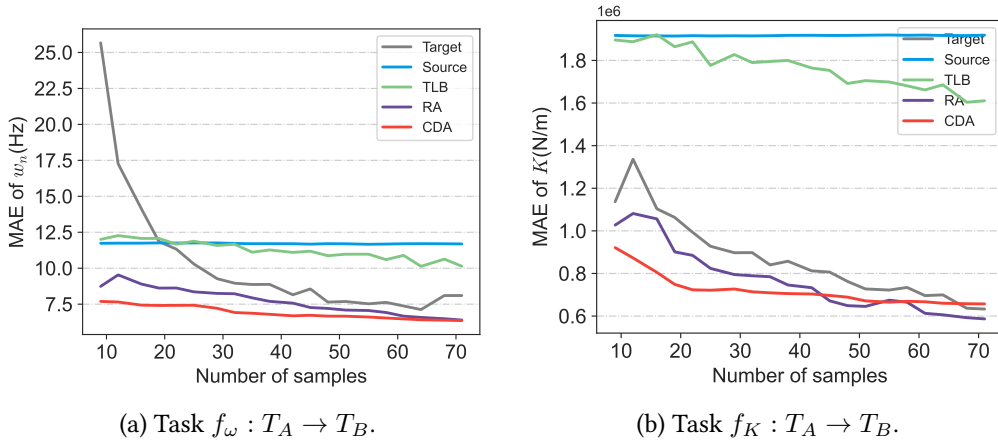 25.0
22.5
20.0
17.5
15.0
12.5
10.0
7.5
MAE of w_n(Hz)
Target
Source
TLB
RA
CDA
10 20 30 40 50 60 70
Number of samples
(a) Task f_ω : T_A → T_B.
1e6
1.8
1.6
1.4
1.2
1.0
0.8
0.6
MAE of K(N/m)
Target
Source
TLB
RA
CDA
10 20 30 40 50 60 70
Number of samples
(b) Task f_K : T_A → T_B.